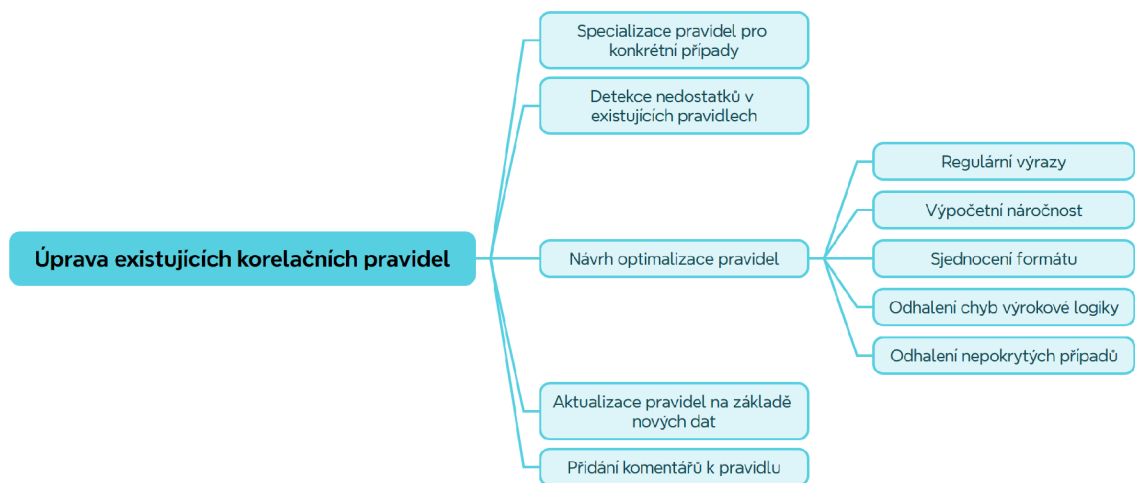 Úprava existujících korelačních pravidel
Specializace pravidel pro
konkrétní případy
Detekce nedostatků v
existujících pravidlech
Návrh optimalizace pravidel
Regulární výrazy
Výpočetní náročnost
Sjednocení formátu
Odhalení chyb výrokové logiky
Odhalení nepokrytých případů
Aktualizace pravidel na základě
nových dat
Přidání komentářů k pravidlu